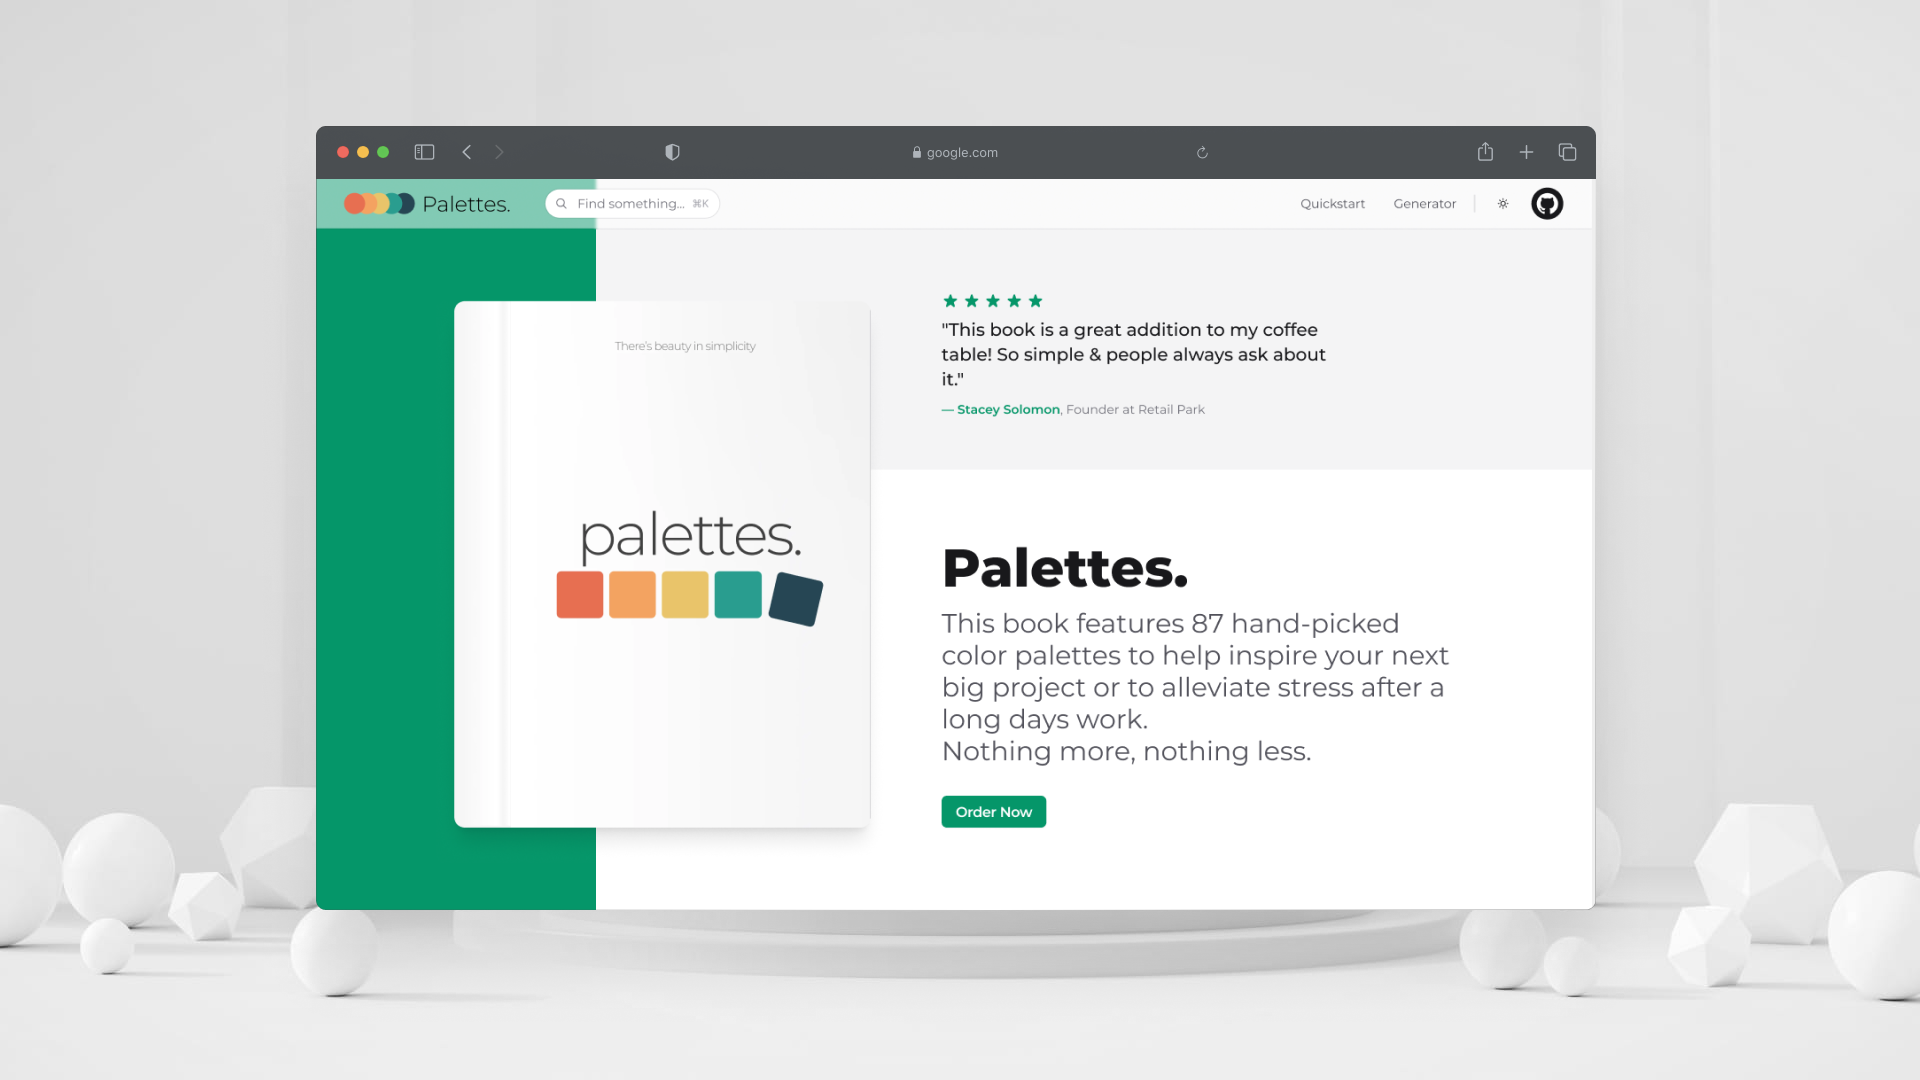 google.com
Palettes.
Find something... ⌘K
Quickstart
Generator
There's beauty in simplicity
palettes.
"This book is a great addition to my coffee
table! So simple & people always ask about
it."
— Stacey Solomon, Founder at Retail Park
Palettes.
This book features 87 hand-picked
color palettes to help inspire your next
big project or to alleviate stress after a
long days work.
Nothing more, nothing less.
Order Now